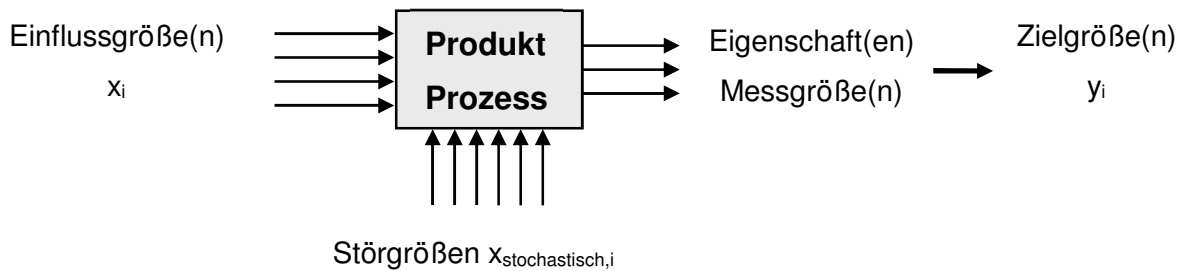 Einflussgröße(n)
xi
Produkt
Prozess
Eigenschaft(en)
Messgröße(n)
Zielgröße(n)
yi
Störgrößen xstochastisch,i